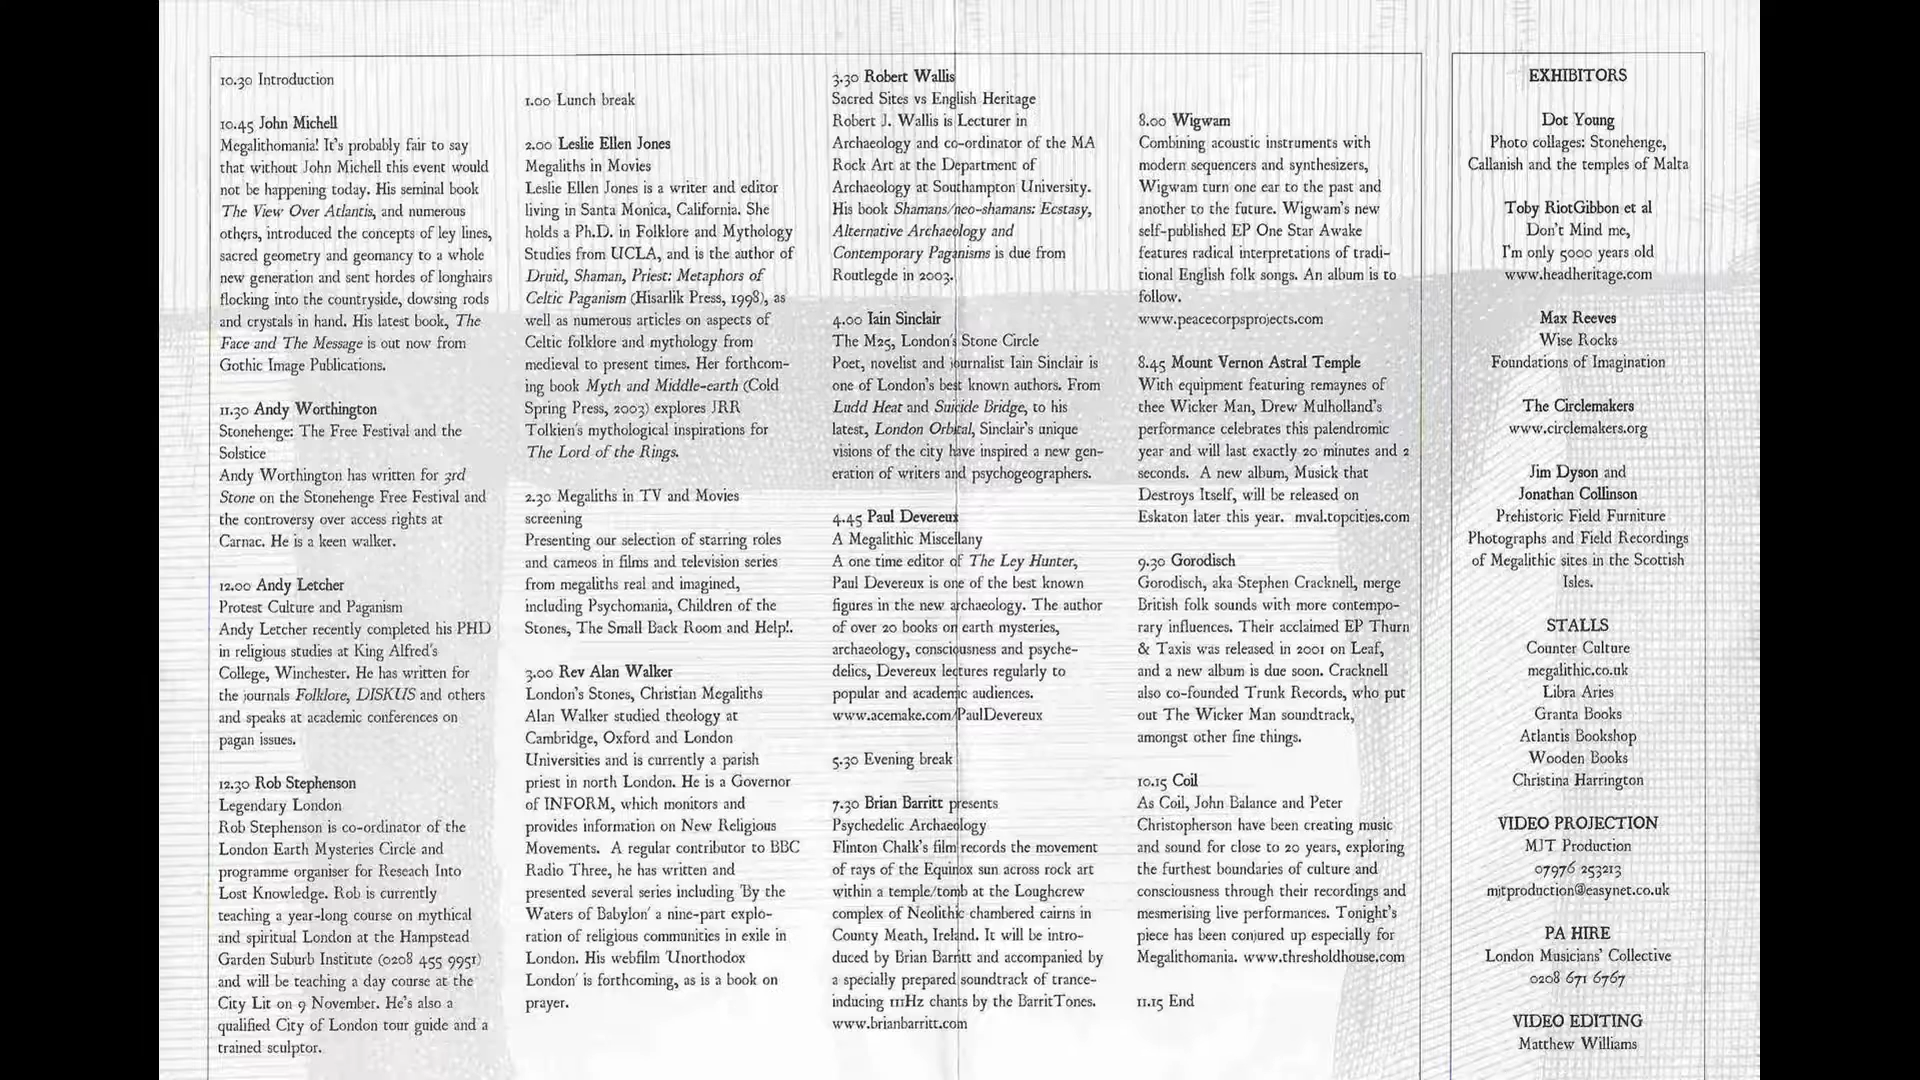 10.30 Introduction
10.45 John Michell
Megalithomania! It's probably fair to say
that without John Michell this event would
not be happening today. His seminal book
The View Over Atlantis, and numerous
others, introduced the concepts of ley lines,
sacred geometry and geomancy to a whole
new generation and sent hordes of longhairs
flocking into the countryside, dowsing rods
and crystals in hand. His latest book, The
Face and The Message is out now from
Gothic Image Publications.
11.30 Andy Worthington
Stonehenge: The Free Festival and the
Solstice
Andy Worthington has written for 3rd
Stone on the Stonehenge Free Festival and
the controversy over access rights at
Carnac. He is a keen walker.
12.00 Andy Letcher
Protest Culture and Paganism
Andy Letcher recently completed his PHD
in religious studies at King Alfred's
College, Winchester. He has written for
the journals Folklore, DISKUS and others
and speaks at academic conferences on
pagan issues.
12.30 Rob Stephenson
Legendary London
Rob Stephenson is co-ordinator of the
London Earth Mysteries Circle and
programme organiser for Reseach Into
Lost Knowledge. Rob is currently
teaching a year-long course on mythical
and spiritual London at the Hampstead
Garden Suburb Institute (0208 455 9951)
and will be teaching a day course at the
City Lit on 9 November. He's also a
qualified City of London tour guide and a
trained sculptor.
1.00 Lunch break
2.00 Leslie Ellen Jones
Megaliths in Movies
Leslie Ellen Jones is a writer and editor
living in Santa Monica, California. She
holds a Ph.D. in Folklore and Mythology
Studies from UCLA, and is the author of
Druid, Shaman, Priest: Metaphors of
Celtic Paganism (Hisarlik Press, 1998), as
well as numerous articles on aspects of
Celtic folklore and mythology from
medieval to present times. Her forthcom-
ing book Myth and Middle-earth (Cold
Spring Press, 2003) explores JRR
Tolkien's mythological inspirations for
The Lord of the Rings.
2.30 Megaliths in TV and Movies
screening
Presenting our selection of starring roles
and cameos in films and television series
from megaliths real and imagined,
including Psychomania, Children of the
Stones, The Small Back Room and Help!.
3.00 Rev Alan Walker
London's Stones, Christian Megaliths
Alan Walker studied theology at
Cambridge, Oxford and London
Universities and is currently a parish
priest in north London. He is a Governor
of INFORM, which monitors and
provides information on New Religious
Movements. A regular contributor to BBC
Radio Three, he has written and
presented several series including 'By the
Waters of Babylon' a nine-part explo-
ration of religious communities in exile in
London. His webfilm 'Unorthodox
London' is forthcoming, as is a book on
prayer.
3.30 Robert Wallis
Sacred Sites vs English Heritage
Robert J. Wallis is Lecturer in
Archaeology and co-ordinator of the MA
Rock Art at the Department of
Archaeology at Southampton University.
His book Shamans/neo-shamans: Ecstasy,
Alternative Archaeology and
Contemporary Paganisms is due from
Routlegde in 2003.
4.00 Iain Sinclair
The M25, London's Stone Circle
Poet, novelist and journalist Iain Sinclair is
one of London's best known authors. From
Ludd Heat and Suicide Bridge, to his
latest, London Orbital, Sinclair's unique
visions of the city have inspired a new gen-
eration of writers and psychogeographers.
4.45 Paul Devereux
A Megalithic Miscellany
A one time editor of The Ley Hunter,
Paul Devereux is one of the best known
figures in the new archaeology. The author
of over 20 books on earth mysteries,
archaeology, consciousness and psyche-
delics, Devereux lectures regularly to
popular and academic audiences.
www.acemake.com/PaulDevereux
5.30 Evening break
7.30 Brian Barritt presents
Psychedelic Archaeology
Flinton Chalk's film records the movement
of rays of the Equinox sun across rock art
within a temple/tomb at the Loughcrew
complex of Neolithic chambered cairns in
County Meath, Ireland. It will be intro-
duced by Brian Barritt and accompanied by
a specially prepared soundtrack of trance-
inducing 111Hz chants by the BarritTones.
www.brianbarritt.com
8.00 Wigwam
Combining acoustic instruments with
modern sequencers and synthesizers,
Wigwam turn one ear to the past and
another to the future. Wigwam's new
self-published EP One Star Awake
features radical interpretations of tradi-
tional English folk songs. An album is to
follow.
www.peacecorpsprojects.com
8.45 Mount Vernon Astral Temple
With equipment featuring remaynes of
thee Wicker Man, Drew Mulholland's
performance celebrates this palendromic
year and will last exactly 20 minutes and 2
seconds. A new album, Musick that
Destroys Itself, will be released on
Eskaton later this year. mval.topcities.com
9.30 Gorodisch
Gorodisch, aka Stephen Cracknell, merge
British folk sounds with more contempo-
rary influences. Their acclaimed EP Thurn
& Taxis was released in 2001 on Leaf,
and a new album is due soon. Cracknell
also co-founded Trunk Records, who put
out The Wicker Man soundtrack,
amongst other fine things.
10.15 Coil
As Coil, John Balance and Peter
Christopherson have been creating music
and sound for close to 20 years, exploring
the furthest boundaries of culture and
consciousness through their recordings and
mesmerising live performances. Tonight's
piece has been conjured up especially for
Megalithomania. www.thresholdhouse.com
11.15 End
EXHIBITORS
Dot Young
Photo collages: Stonehenge,
Callanish and the temples of Malta
Toby RiotGibbon et al
Don't Mind me,
I'm only 5000 years old
www.headheritage.com
Max Reeves
Wise Rocks
Foundations of Imagination
The Circlemakers
www.circlemakers.org
Jim Dyson and
Jonathan Collinson
Prehistoric Field Furniture
Photographs and Field Recordings
of Megalithic sites in the Scottish
Isles.
STALLS
Counter Culture
megalithic.co.uk
Libra Aries
Granta Books
Atlantis Bookshop
Wooden Books
Christina Harrington
VIDEO PROJECTION
MJT Production
07976 253213
mjtproduction@easynet.co.uk
PA HIRE
London Musicians' Collective
0208 671 6767
VIDEO EDITING
Matthew Williams